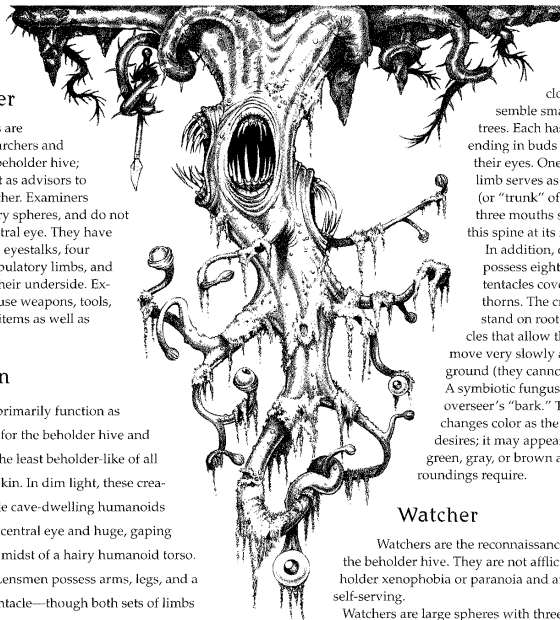 er
s are
archers and
beholder hive;
t as advisors to
ther. Examiners
ry spheres, and do not
tral eye. They have
eyestalks, four
bulatory limbs, and
heir underside. Ex-
use weapons, tools,
items as well as
n
primarily function as
for the beholder hive and
he least beholder-like of all
kin. In dim light, these crea-
le cave-dwelling humanoids
central eye and huge, gaping
midst of a hairy humanoid torso.
Lensmen possess arms, legs, and a
ntacle—though both sets of limbs
clo
semble sma
trees. Each ha
ending in buds
their eyes. One
limb serves as
(or “trunk” of
three mouths s
this spine at its
In addition, o
possess eight
tentacles cove
thorns. The cr
stand on root
cles that allow th
move very slowly a
ground (they canno
A symbiotic fungus
overseer’s “bark.” T
changes color as the
desires; it may appea
green, gray, or brown a
roundings require.
Watcher
Watchers are the reconnaissanc
the beholder hive. They are not afflic
holder xenophobia or paranoia and a
self-serving.
Watchers are large spheres with three